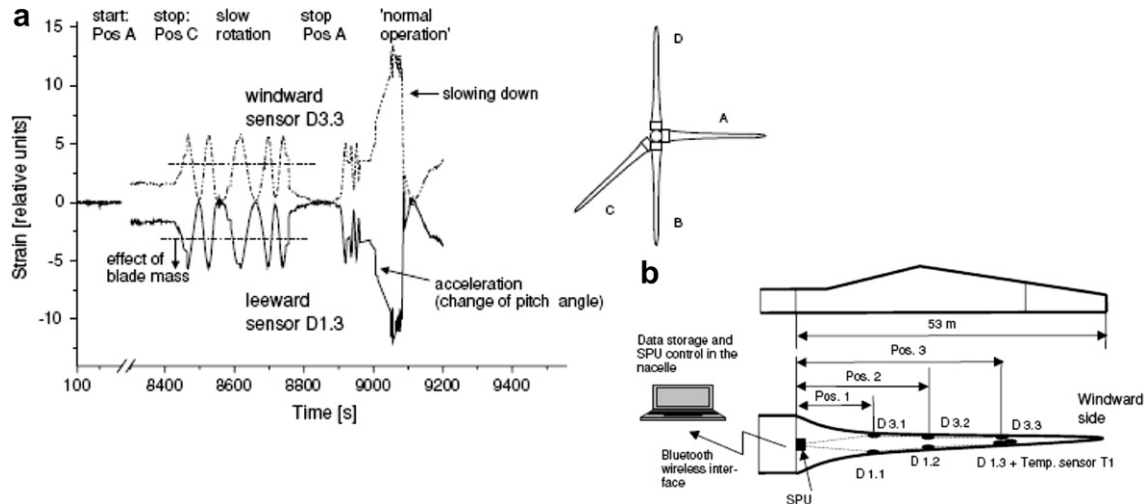 a
start: stop: slow stop 'normal
Pos A Pos C rotation Pos A operation'
15
10
5
0
-5
-10
Strain [relative units]
windward
sensor D3.3
slowing down
effect of
blade mass
leeward
sensor D1.3
acceleration
(change of pitch angle)
100 8400 8600 8800 9000 9200 9400
Time [s]
D
A
C
B
b
53 m
Data storage and
SPU control in the
nacelle
Pos. 3
Pos. 2
Pos. 1
Windward
side
D 3.1 D 3.2 D 3.3
Bluetooth
wireless inter-
face
D 1.1 D 1.2 D 1.3 + Temp. sensor T1
SPU